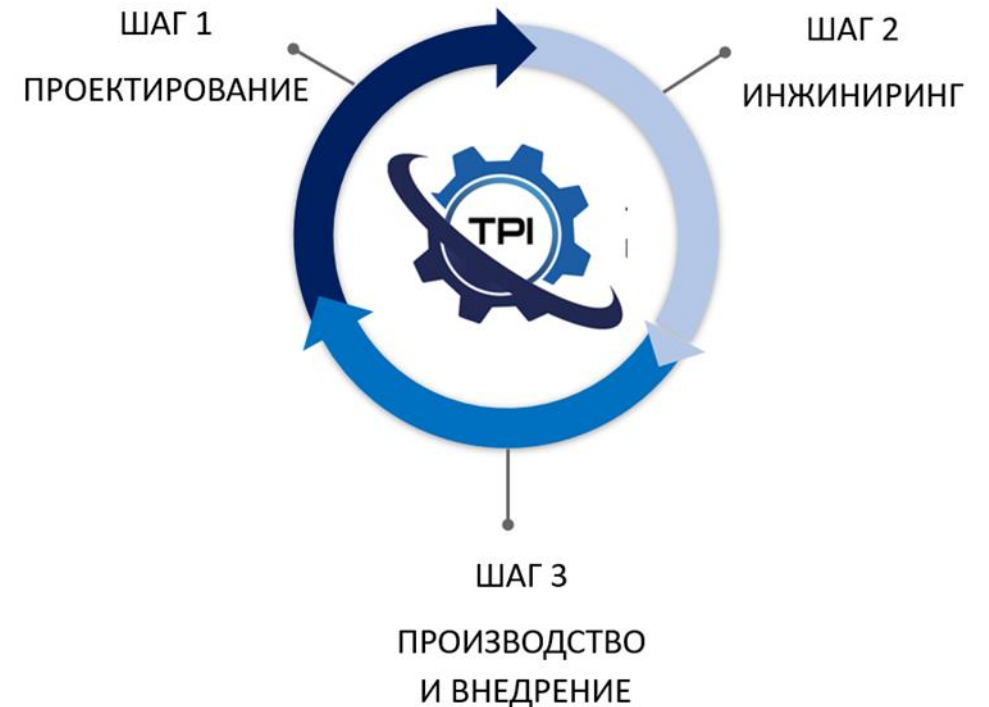 ШАГ 1
ПРОЕКТИРОВАНИЕ
ШАГ 2
ИНЖИНИРИНГ
TPI
ШАГ 3
ПРОИЗВОДСТВО
И ВНЕДРЕНИЕ